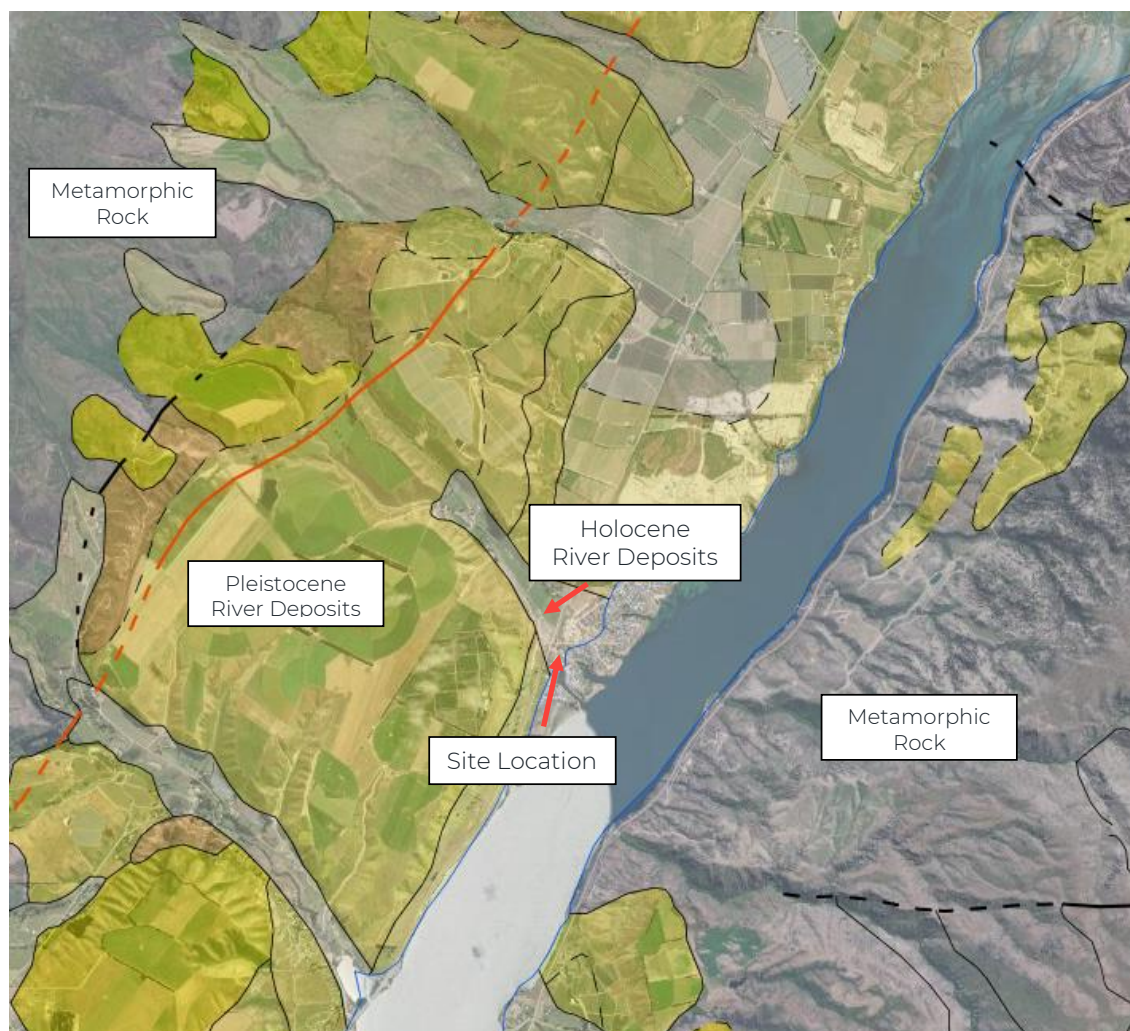 Metamorphic
Rock
Holocene
River Deposits
Pleistocene
River Deposits
Metamorphic
Rock
Site Location